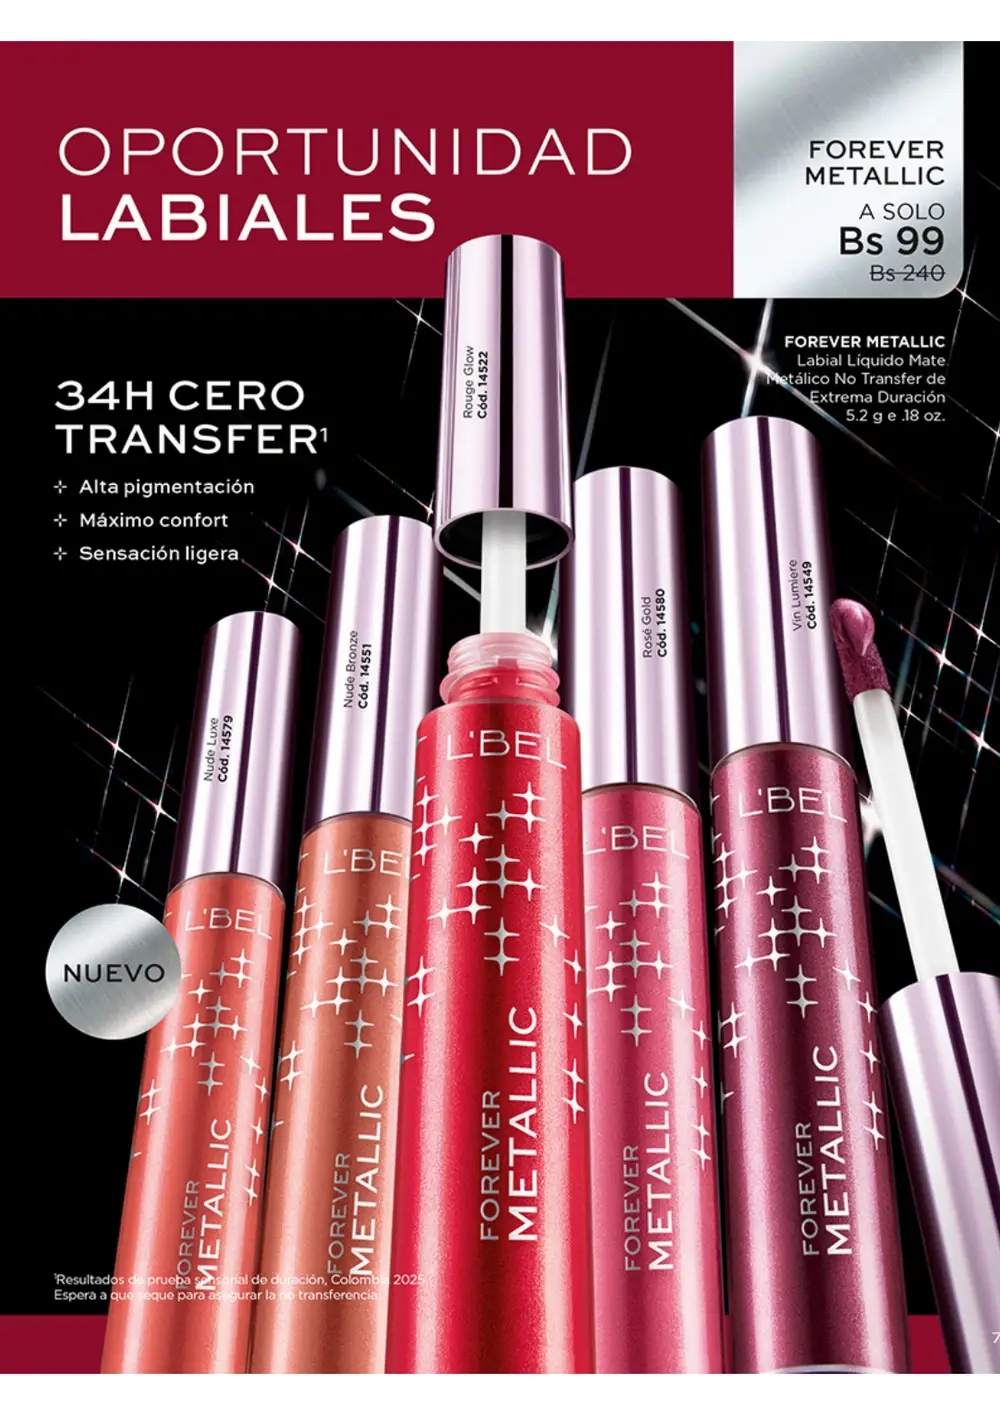 OPORTUNIDAD
LABIALES
FOREVER
METALLIC
A SOLO
Bs 99
Bs 240
FOREVER METALLIC
Labial Líquido Mate
Metálico No Transfer de
Extrema Duración
5.2 g e .18 oz.
34H CERO
TRANSFER¹
Alta pigmentación
Máximo confort
Sensación ligera
Rouge Glow
Cód. 14522
Nude Luxe
Cód. 14579
Nude Bronze
Cód. 14551
Rosé Gold
Cód. 14580
Vin Lumiere
Cód. 14549
NUEVO
L'BEL
FOREVER
METALLIC
L'BE
FOREVER
METALLIC
L'BEL
FOREVER
METALLIC
L'BEL
FOREVER
METALLIC
L'BEL
FOREVER
METALLIC
¹Resultados de prueba sensorial de duración, Colombia 2025.
Espera a que seque para asegurar la no transferencia.
7